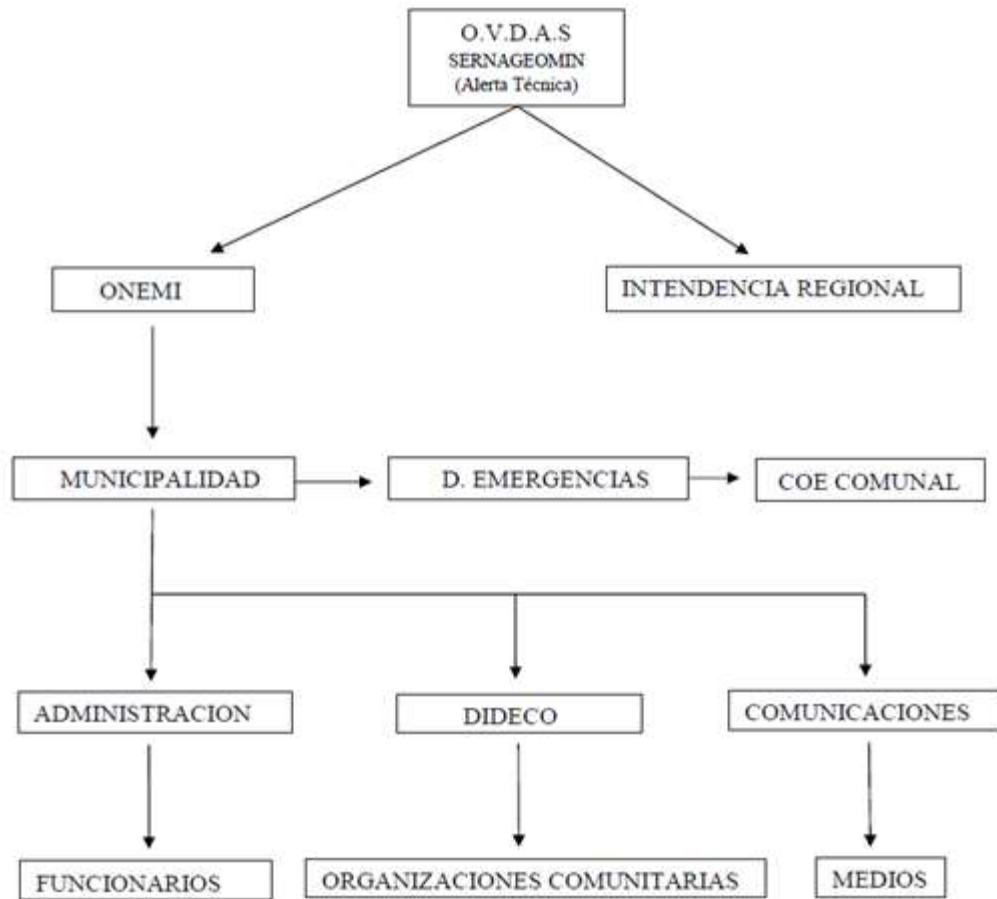 O.V.D.A.S
SERNAGEOMIN
(Alerta Técnica)
ONEMI
INTENDENCIA REGIONAL
MUNICIPALIDAD
D. EMERGENCIAS
COE COMUNAL
ADMINISTRACION
DIDECO
COMUNICACIONES
FUNCIONARIOS
ORGANIZACIONES COMUNITARIAS
MEDIOS